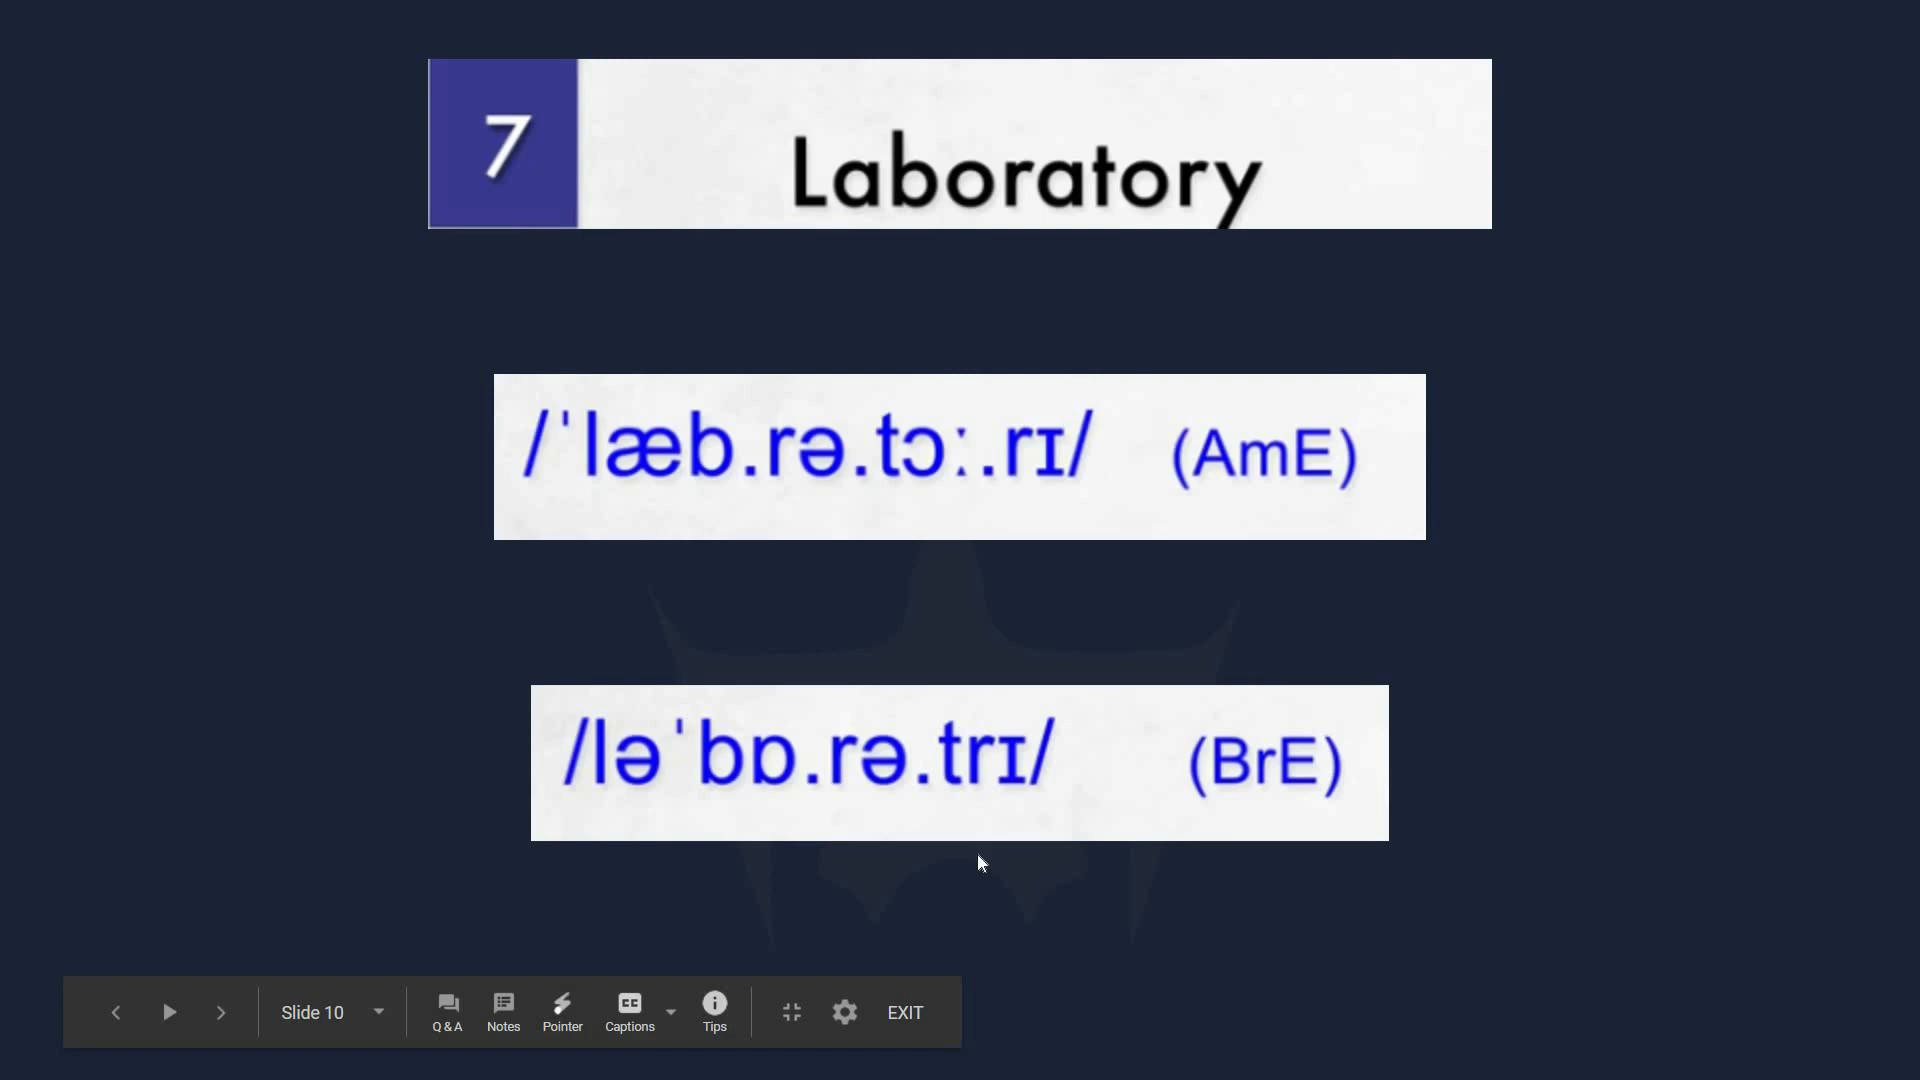 7 Laboratory
/ˈlæb.rə.tɔː.rɪ/ (AmE)
/ləˈbɒ.rə.trɪ/ (BrE)
Slide 10 Q & A Notes Pointer Captions Tips EXIT